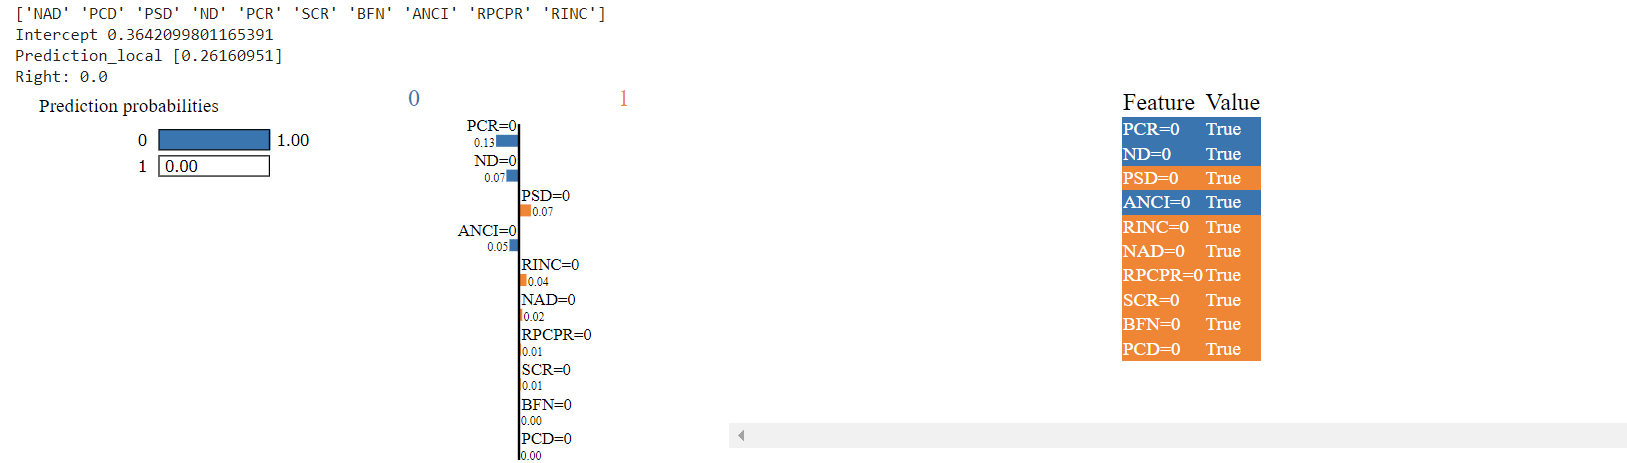 ['NAD' 'PCD' 'PSD' 'ND' 'PCR' 'SCR' 'BFN' 'ANCI' 'RPCPR' 'RINC']
Intercept 0.3642099801165391
Prediction_local [0.26160951]
Right: 0.0
Prediction probabilities
0 1.00
1 0.00
0 1
PCR=0
0.13
ND=0
0.07
PSD=0
0.07
ANCI=0
0.05
RINC=0
0.04
NAD=0
0.02
RPCPR=0
0.01
SCR=0
0.01
BFN=0
0.00
PCD=0
0.00
Feature Value
PCR=0 True
ND=0 True
PSD=0 True
ANCI=0 True
RINC=0 True
NAD=0 True
RPCPR=0 True
SCR=0 True
BFN=0 True
PCD=0 True